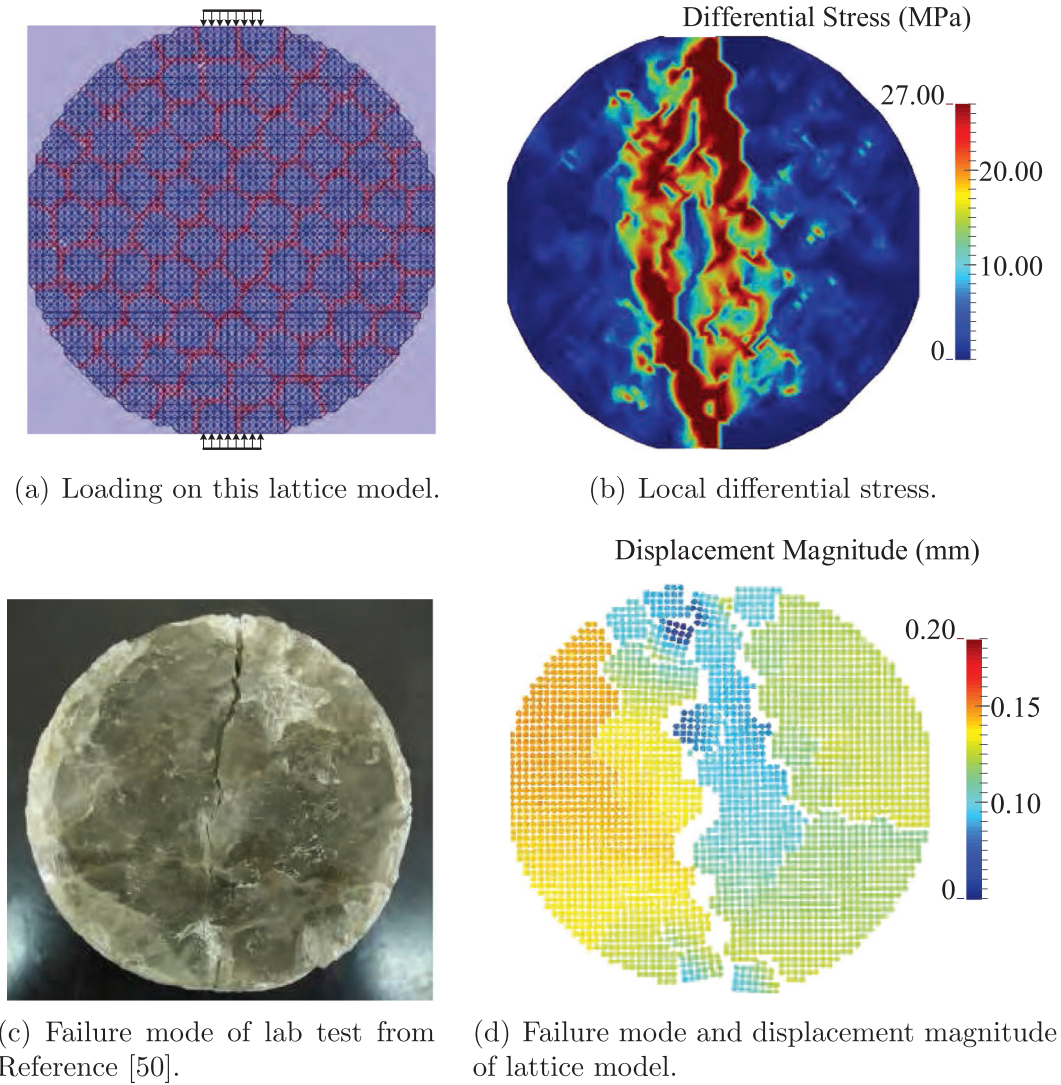 Differential Stress (MPa)
27.00
20.00
10.00
0
(a) Loading on this lattice model.
(b) Local differential stress.
Displacement Magnitude (mm)
0.20
0.15
0.10
0
(c) Failure mode of lab test from
Reference [50].
(d) Failure mode and displacement magnitude
of lattice model.